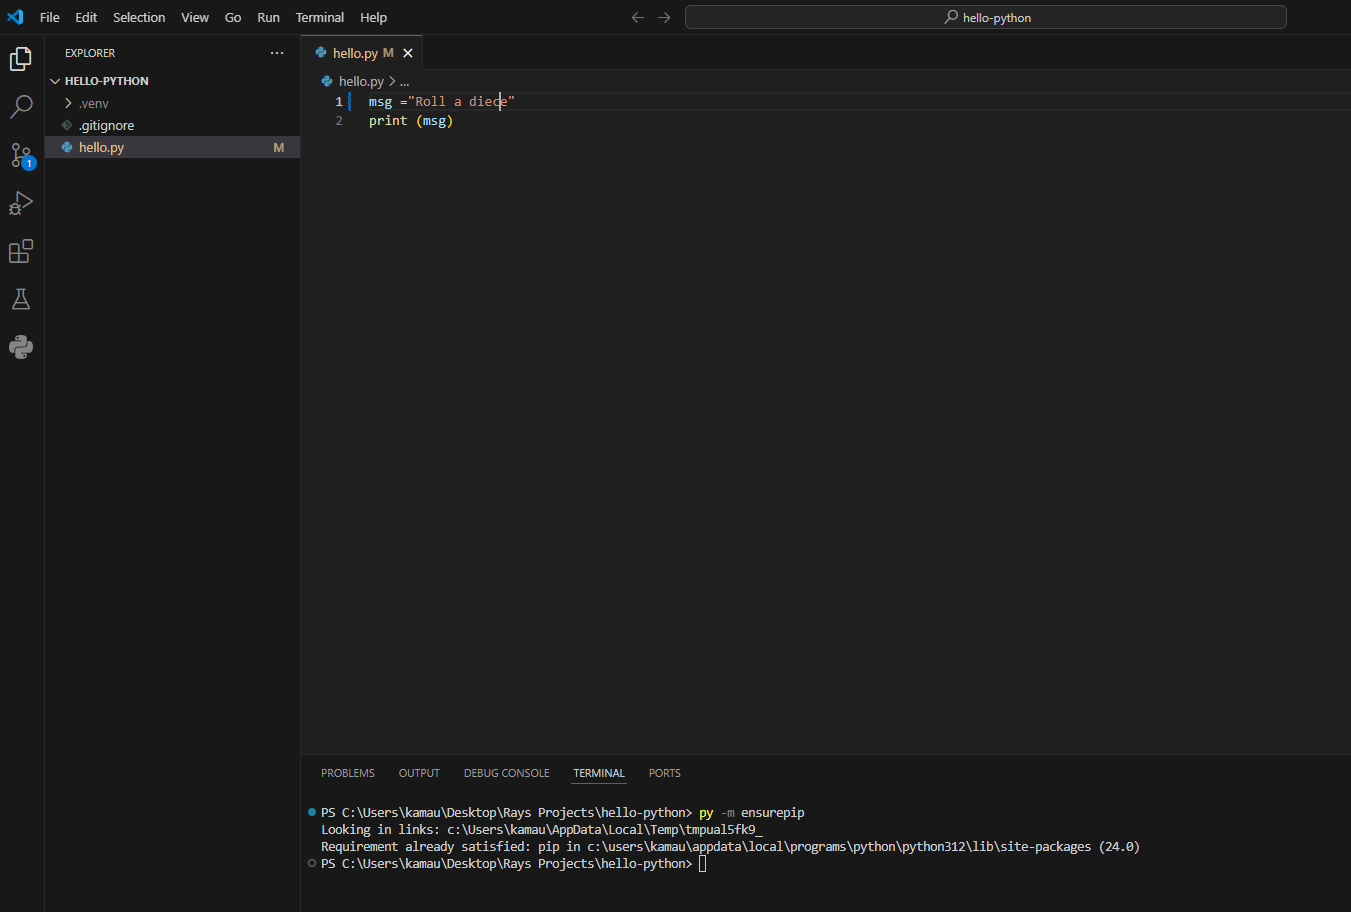 File Edit Selection View Go Run Terminal Help
hello-python
EXPLORER
HELLO-PYTHON
.venv
.gitignore
hello.py M
1
hello.py M
hello.py > ...
1 msg ="Roll a diece"
2 print (msg)
PROBLEMS OUTPUT DEBUG CONSOLE TERMINAL PORTS
PS C:\Users\kamau\Desktop\Rays Projects\hello-python> py -m ensurepip
Looking in links: c:\Users\kamau\AppData\Local\Temp\tmpual5fk9_
Requirement already satisfied: pip in c:\users\kamau\appdata\local\programs\python\python312\lib\site-packages (24.0)
PS C:\Users\kamau\Desktop\Rays Projects\hello-python>